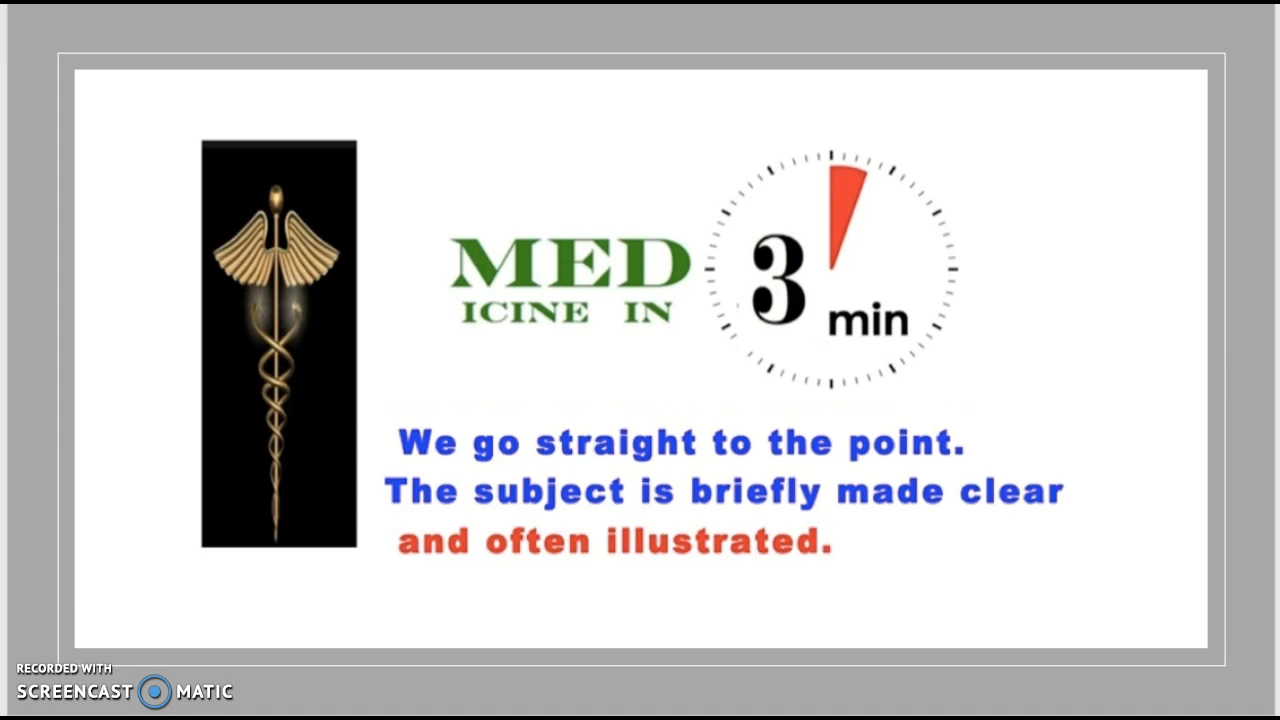 MED
ICINE IN
3
min
We go straight to the point.
The subject is briefly made clear
and often illustrated.
RECORDED WITH
SCREENCAST MATIC